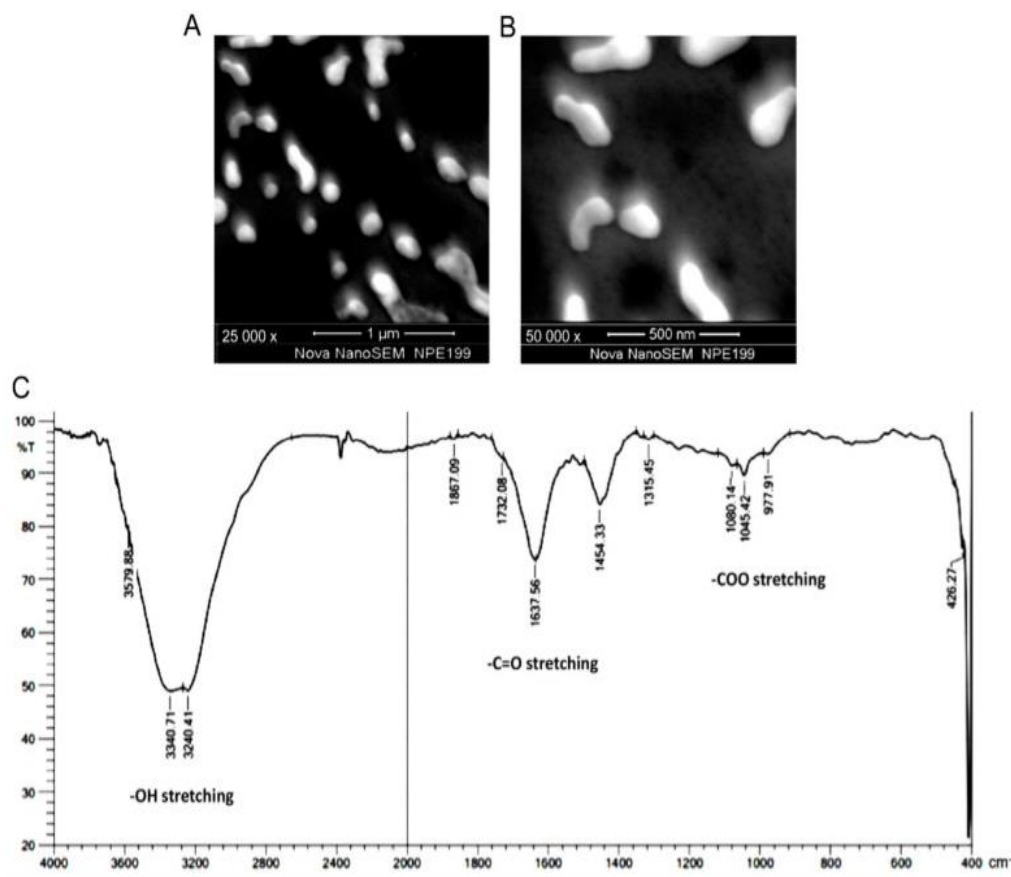 A
B
25 000 x
1 µm
Nova NanoSEM NPE199
50 000 x
500 nm
Nova NanoSEM NPE199
C
100
%T
90
80
70
60
50
40
30
20
3579.88
3340.71
3240.41
-OH stretching
1867.09
1732.08
1637.56
-C=O stretching
1454.33
1315.45
1080.14
1045.42
977.91
-COO stretching
426.27
4000
3600
3200
2800
2400
2000
1800
1600
1400
1200
1000
800
600
400